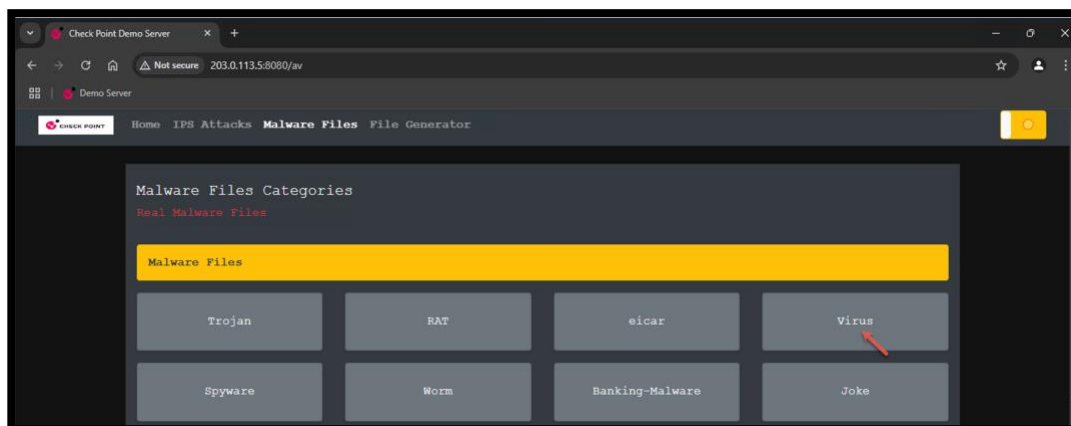 Check Point Demo Server
Not secure 203.0.113.5:8080/av
Demo Server
CHECK POINT Home IPS Attacks Malware Files File Generator
Malware Files Categories
Real Malware Files
Malware Files
Trojan RAT eicar Virus
Spyware Worm Banking-Malware Joke